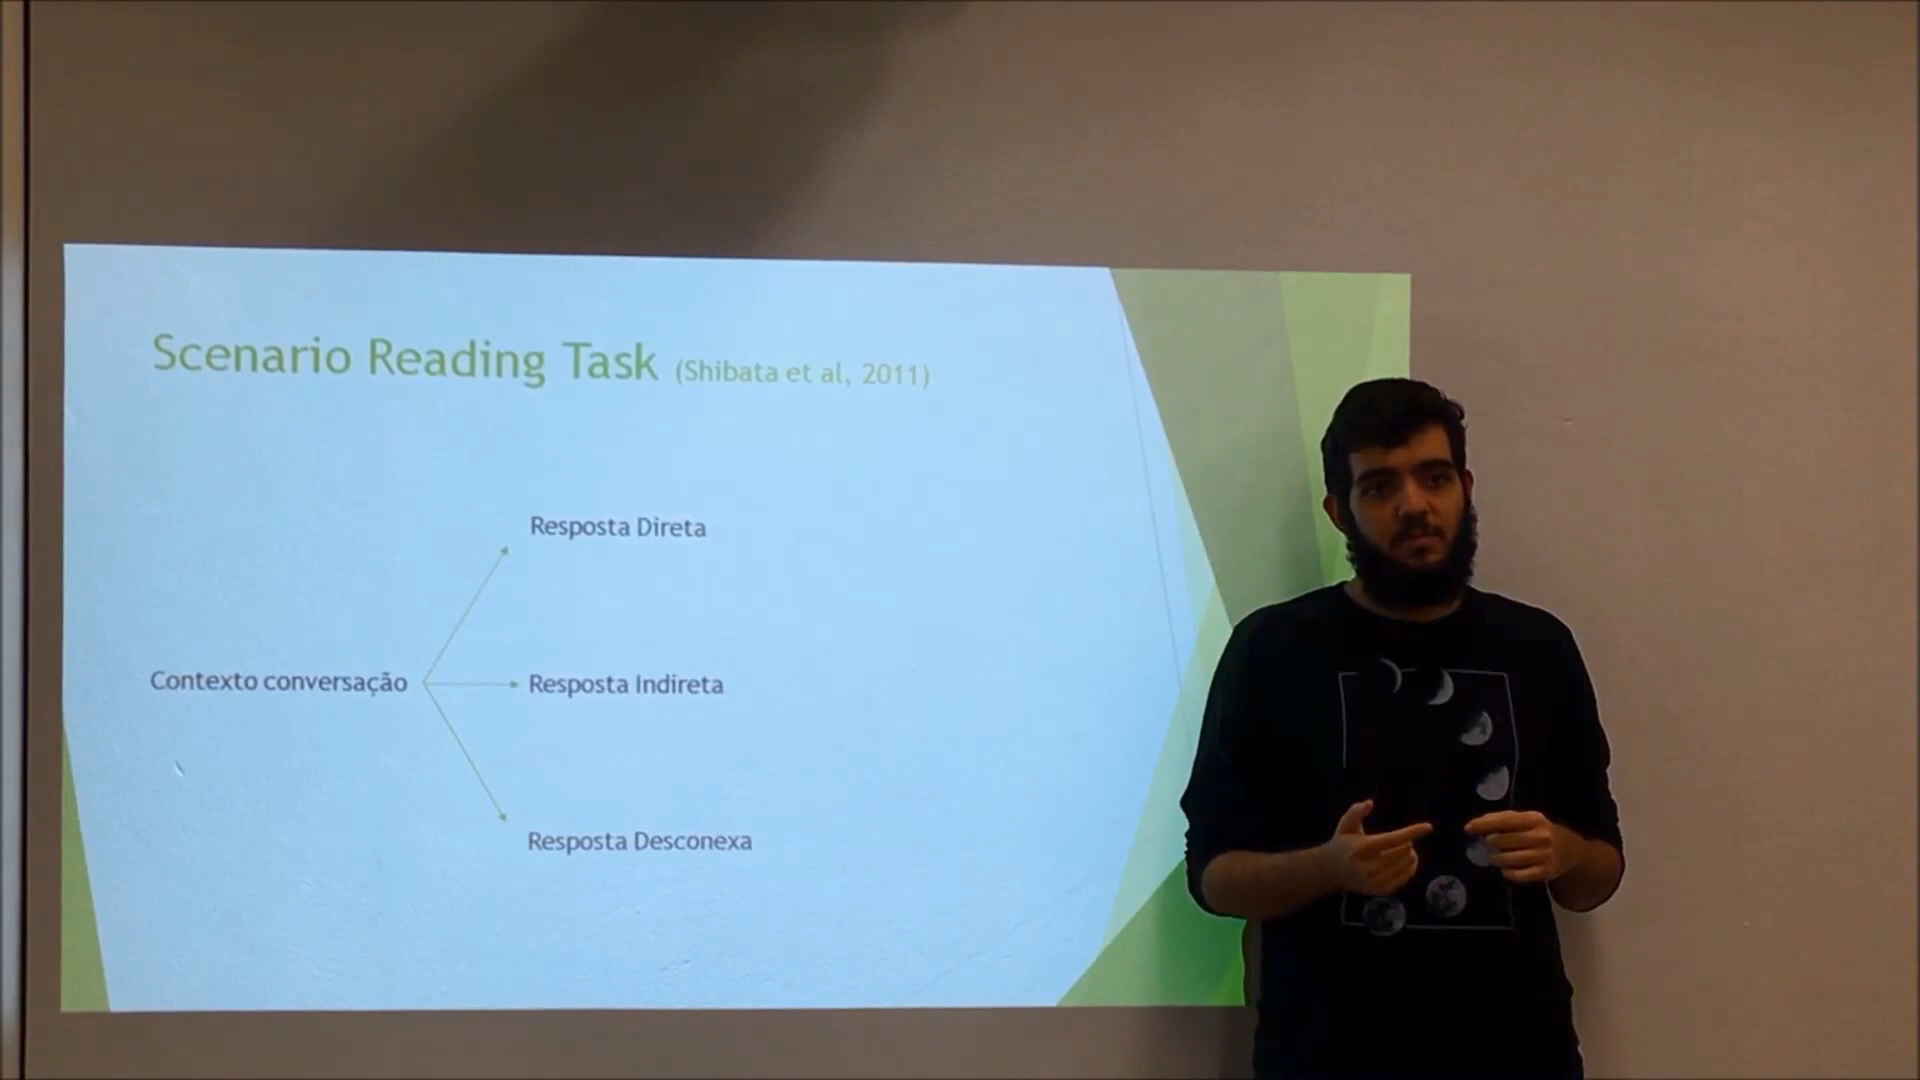 Scenario Reading Task (Shibata et al, 2011)
Resposta Direta
Contexto conversação
Resposta Indireta
Resposta Desconexa